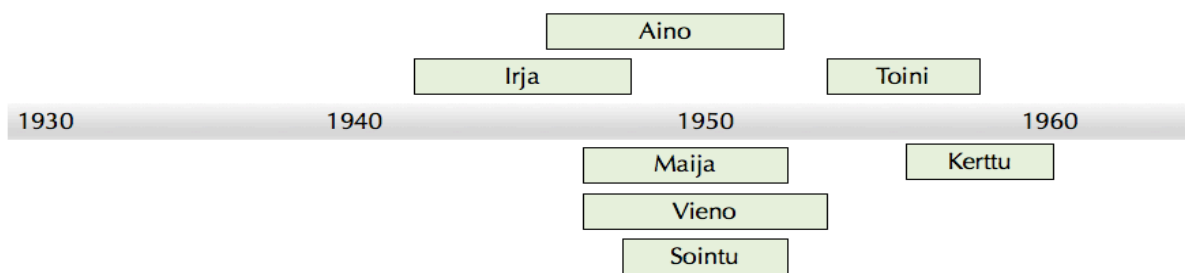 Aino
Irja Toini
1930 1940 1950 1960
Maija Kerttu
Vieno
Sointu